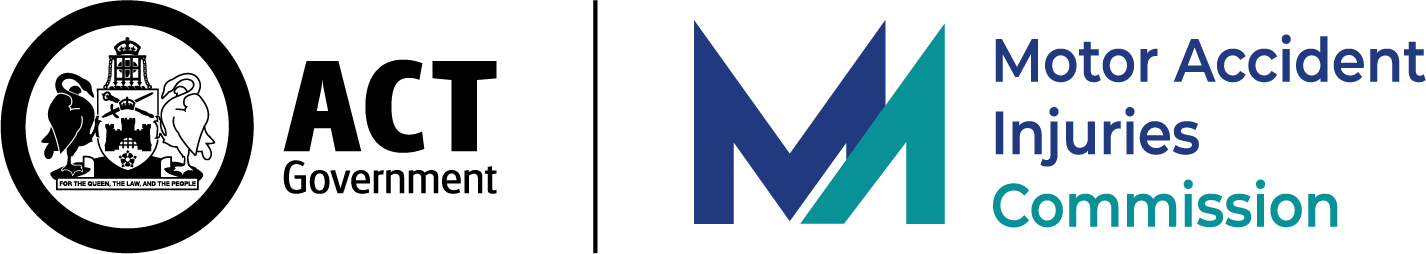 FOR THE QUEEN, THE LAW, AND THE PEOPLE
ACT
Government
Motor Accident
Injuries
Commission